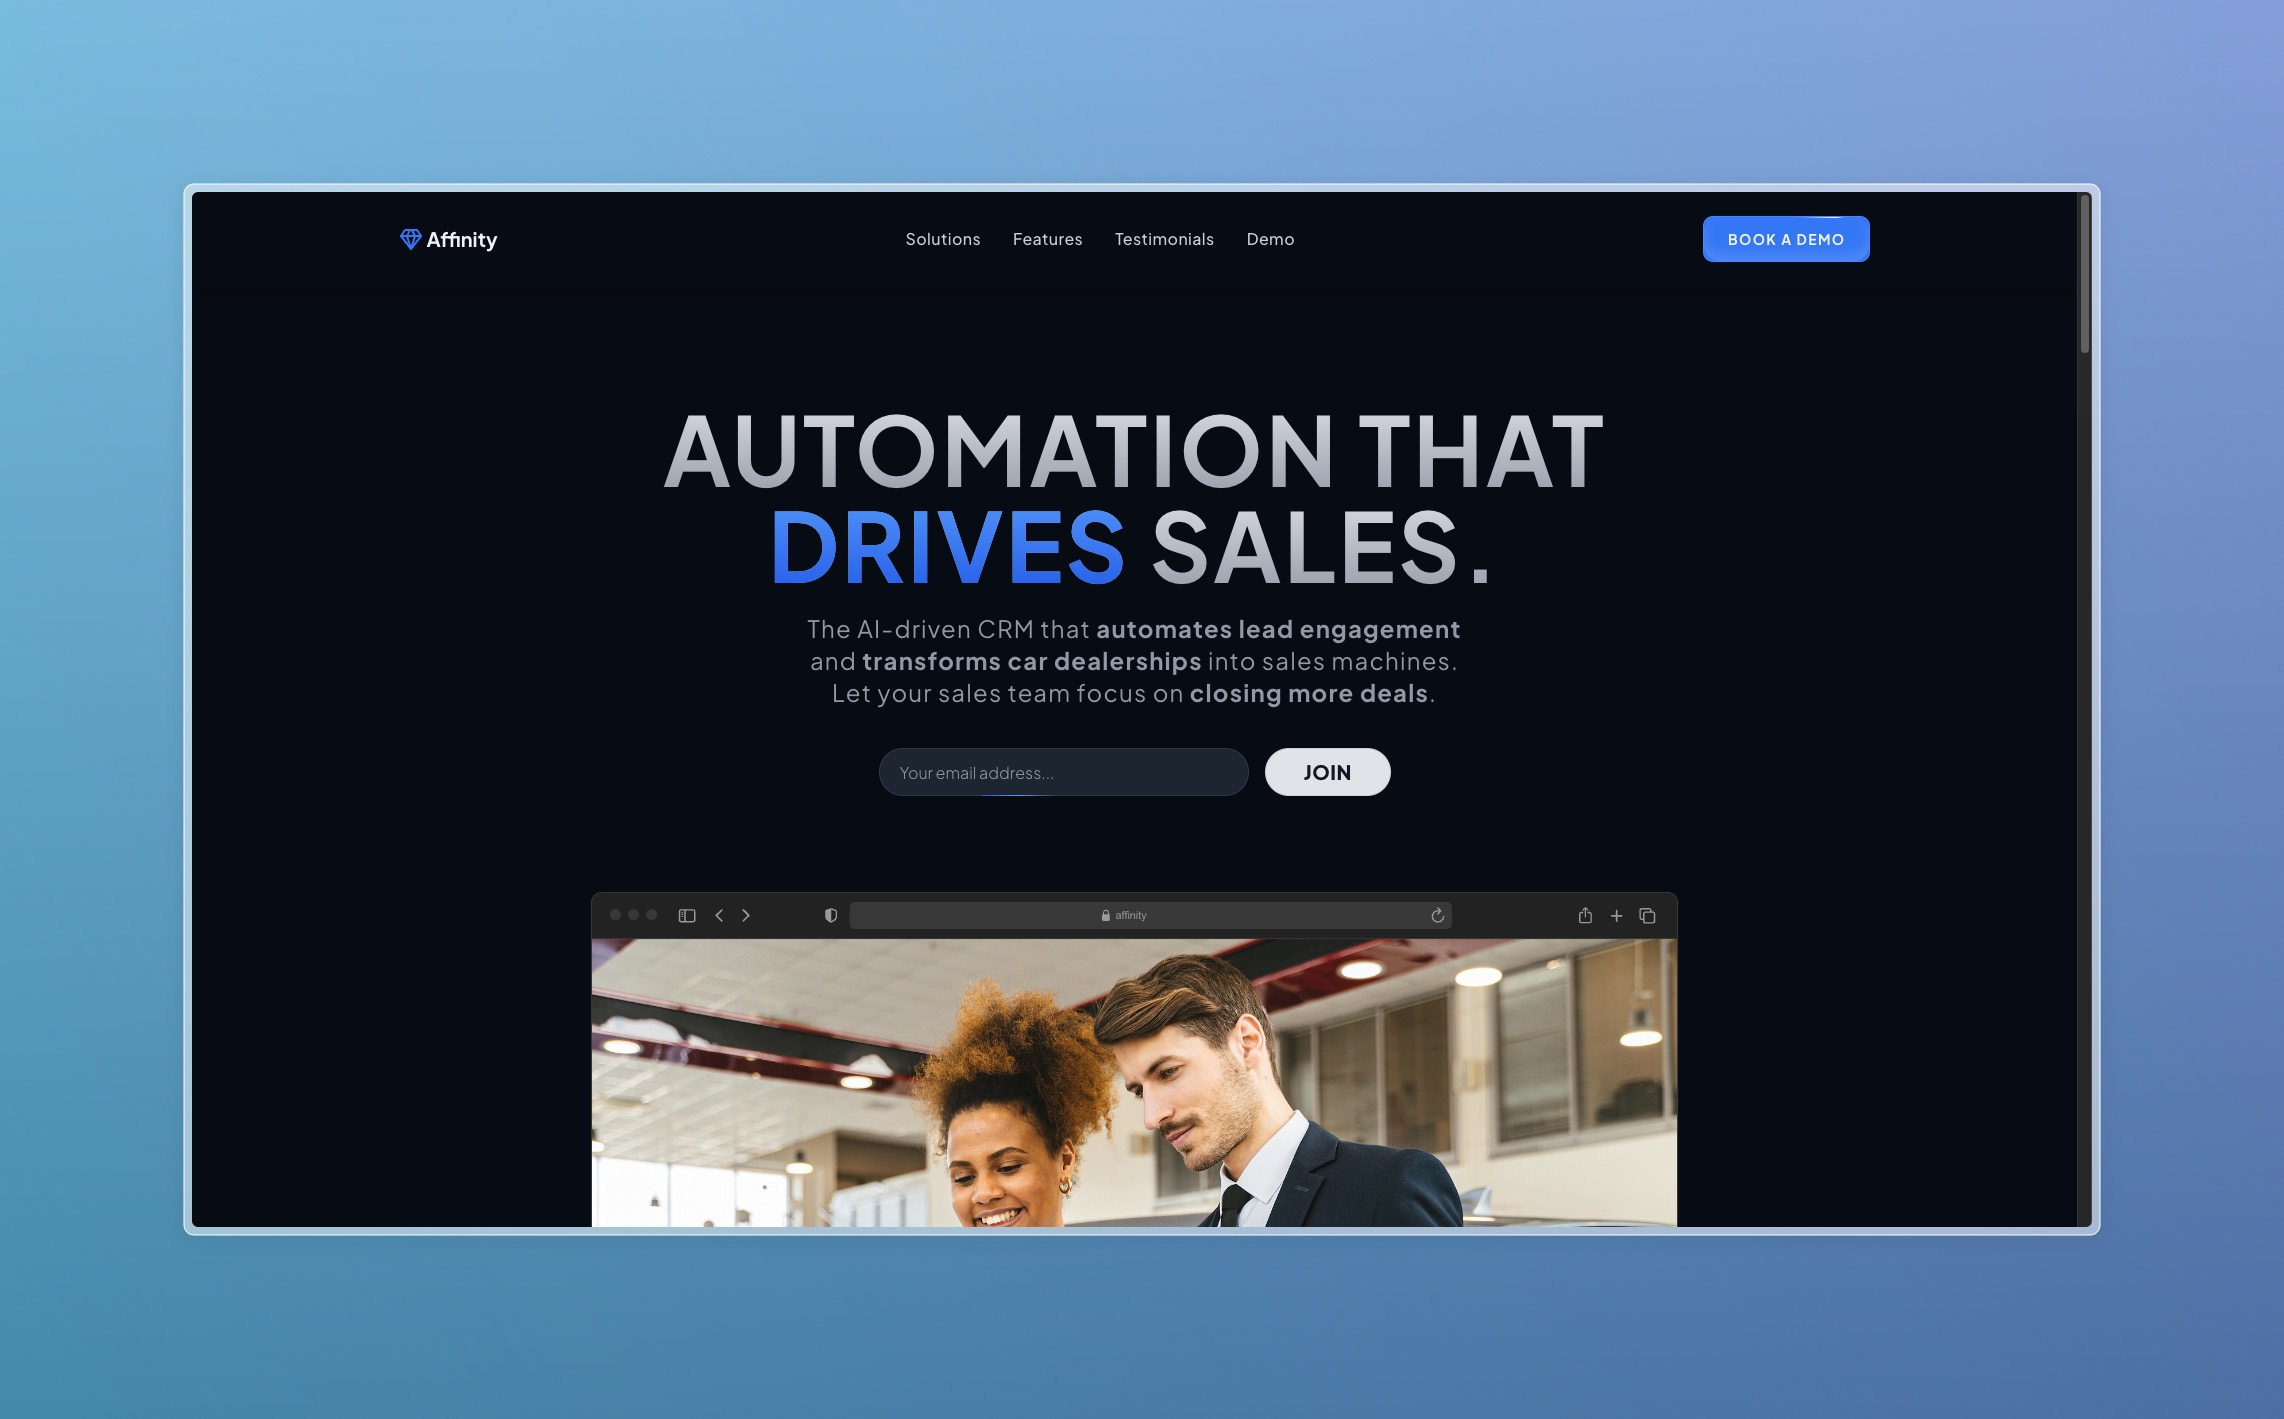 Affinity
Solutions
Features
Testimonials
Demo
BOOK A DEMO
AUTOMATION THAT
DRIVES SALES.
The AI-driven CRM that automates lead engagement
and transforms car dealerships into sales machines.
Let your sales team focus on closing more deals.
Your email address...
JOIN
affinity